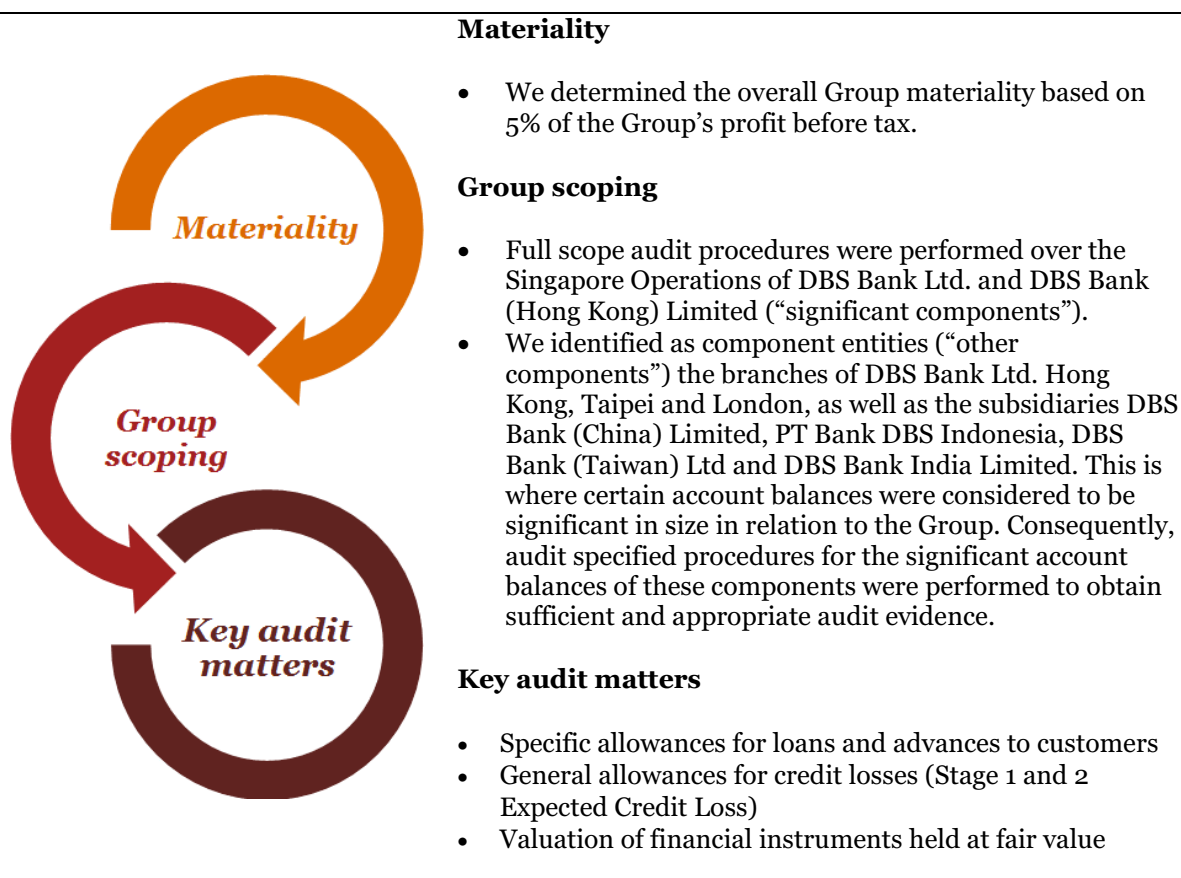 Materiality
• We determined the overall Group materiality based on
5% of the Group’s profit before tax.
Group scoping
• Full scope audit procedures were performed over the
Singapore Operations of DBS Bank Ltd. and DBS Bank
(Hong Kong) Limited (“significant components”).
• We identified as component entities (“other
components”) the branches of DBS Bank Ltd. Hong
Kong, Taipei and London, as well as the subsidiaries DBS
Bank (China) Limited, PT Bank DBS Indonesia, DBS
Bank (Taiwan) Ltd and DBS Bank India Limited. This is
where certain account balances were considered to be
significant in size in relation to the Group. Consequently,
audit specified procedures for the significant account
balances of these components were performed to obtain
sufficient and appropriate audit evidence.
Key audit matters
• Specific allowances for loans and advances to customers
• General allowances for credit losses (Stage 1 and 2
Expected Credit Loss)
• Valuation of financial instruments held at fair value
Materiality
Group
scoping
Key audit
matters